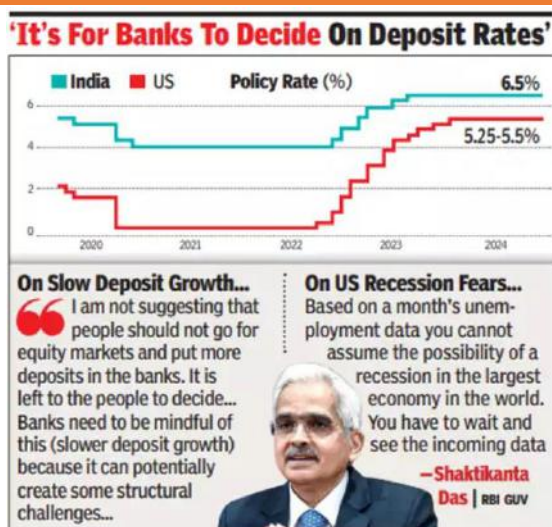 ‘It’s For Banks To Decide On Deposit Rates’
India US Policy Rate (%) 6.5%
6
5.25-5.5%
4
2
0
2020 2021 2022 2023 2024
On Slow Deposit Growth...
I am not suggesting that
people should not go for
equity markets and put more
deposits in the banks. It is
left to the people to decide...
Banks need to be mindful of
this (slower deposit growth)
because it can potentially
create some structural
challenges...
On US Recession Fears...
Based on a month’s unem-
ployment data you cannot
assume the possibility of a
recession in the largest
economy in the world.
You have to wait and
see the incoming data
—Shaktikanta
Das | RBI GUV